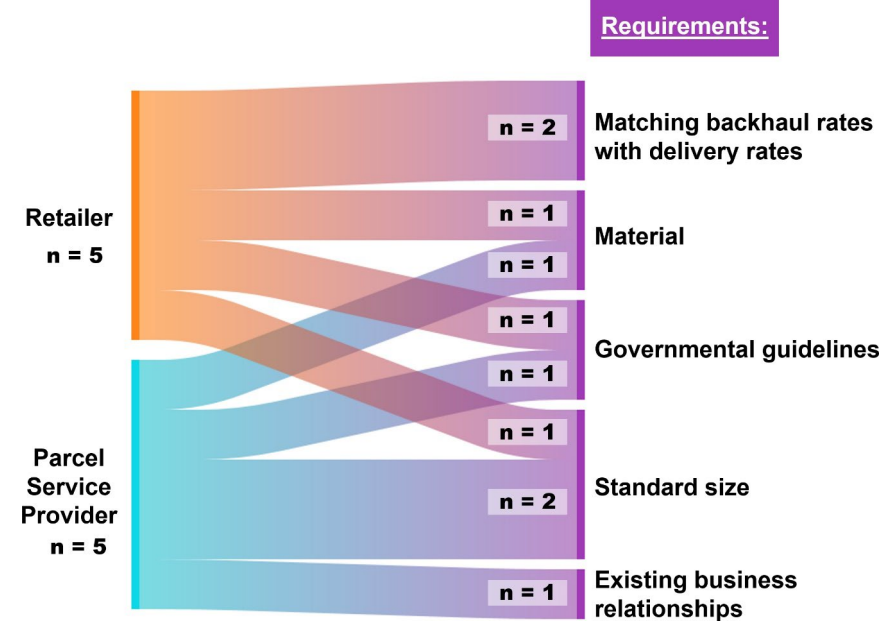 Requirements:
n = 2
Matching backhaul rates
with delivery rates
Retailer
n = 5
n = 1
Material
n = 1
n = 1
Governmental guidelines
n = 1
Parcel
Service
Provider
n = 5
n = 1
Standard size
n = 2
Existing business
relationships
n = 1